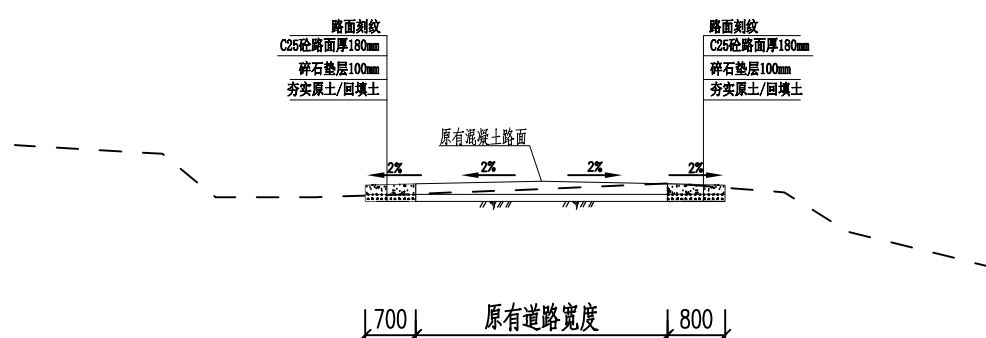 路面刻纹
C25砼路面厚180mm
碎石垫层100mm
夯实原土/回填土
路面刻纹
C25砼路面厚180mm
碎石垫层100mm
夯实原土/回填土
原有混凝土路面
2%
2%
2%
2%
700
原有道路宽度
800